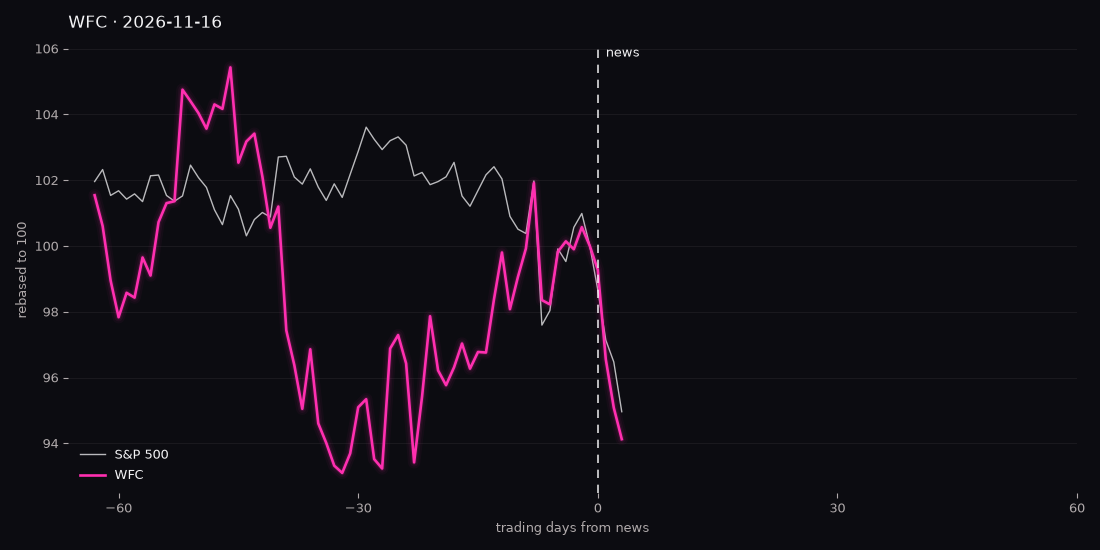 WFC · 2026-11-16
106
104
102
100
98
96
94
rebased to 100
news
S&P 500
WFC
−60
−30
0
30
60
trading days from news